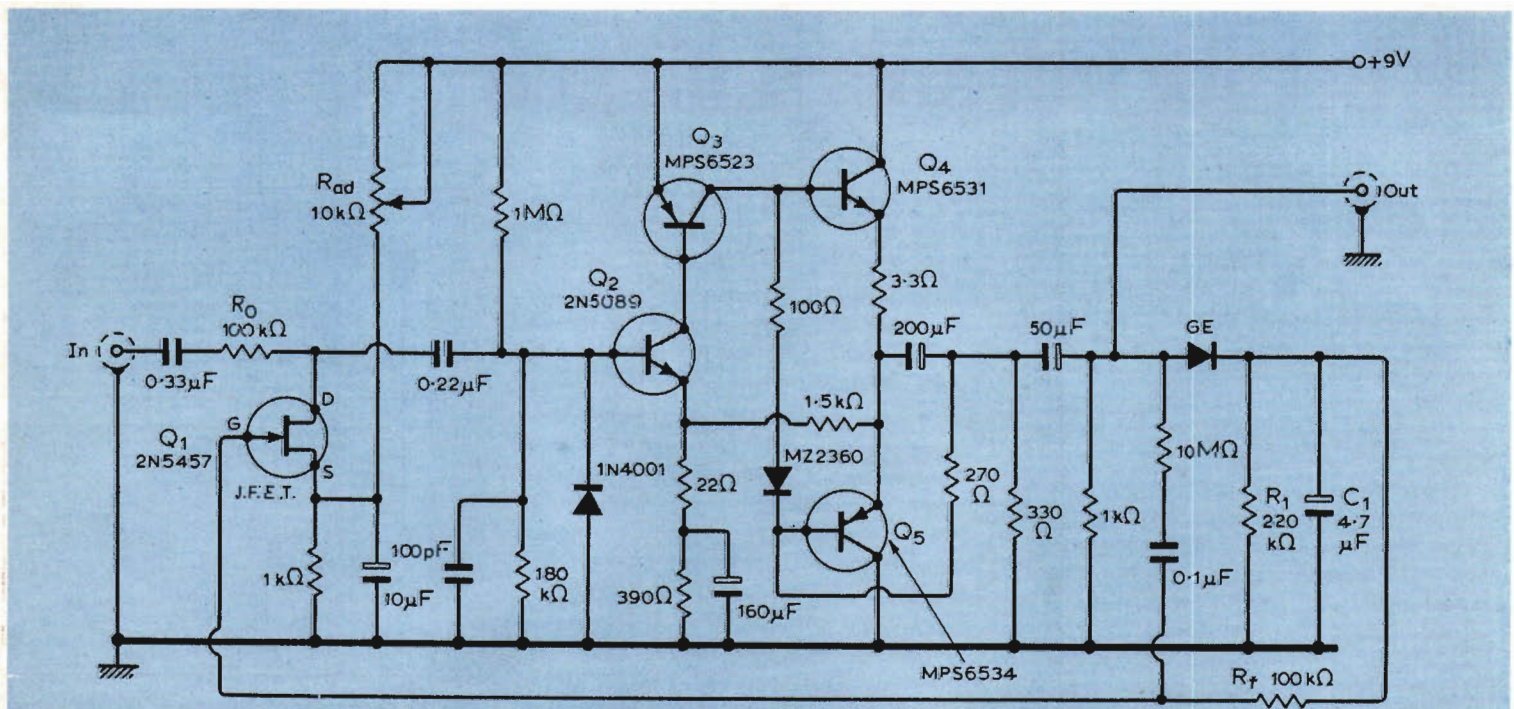 +9V
Q3
MPS6523
Q4
MPS6531
Rad
10kΩ
1MΩ
Out
Q2
2N5089
100Ω
3.3Ω
R0
100kΩ
200μF
50μF
GE
In
0.33μF
0.22μF
1.5kΩ
G
D
S
Q1
2N5457
J.F.E.T.
1N4001
MZ2360
22Ω
270
Ω
10MΩ
R1
220
kΩ
C1
4.7
μF
Q5
330
Ω
1kΩ
1kΩ
100pF
10μF
180
kΩ
390Ω
160μF
0.1μF
MPS6534
Rf 100kΩ